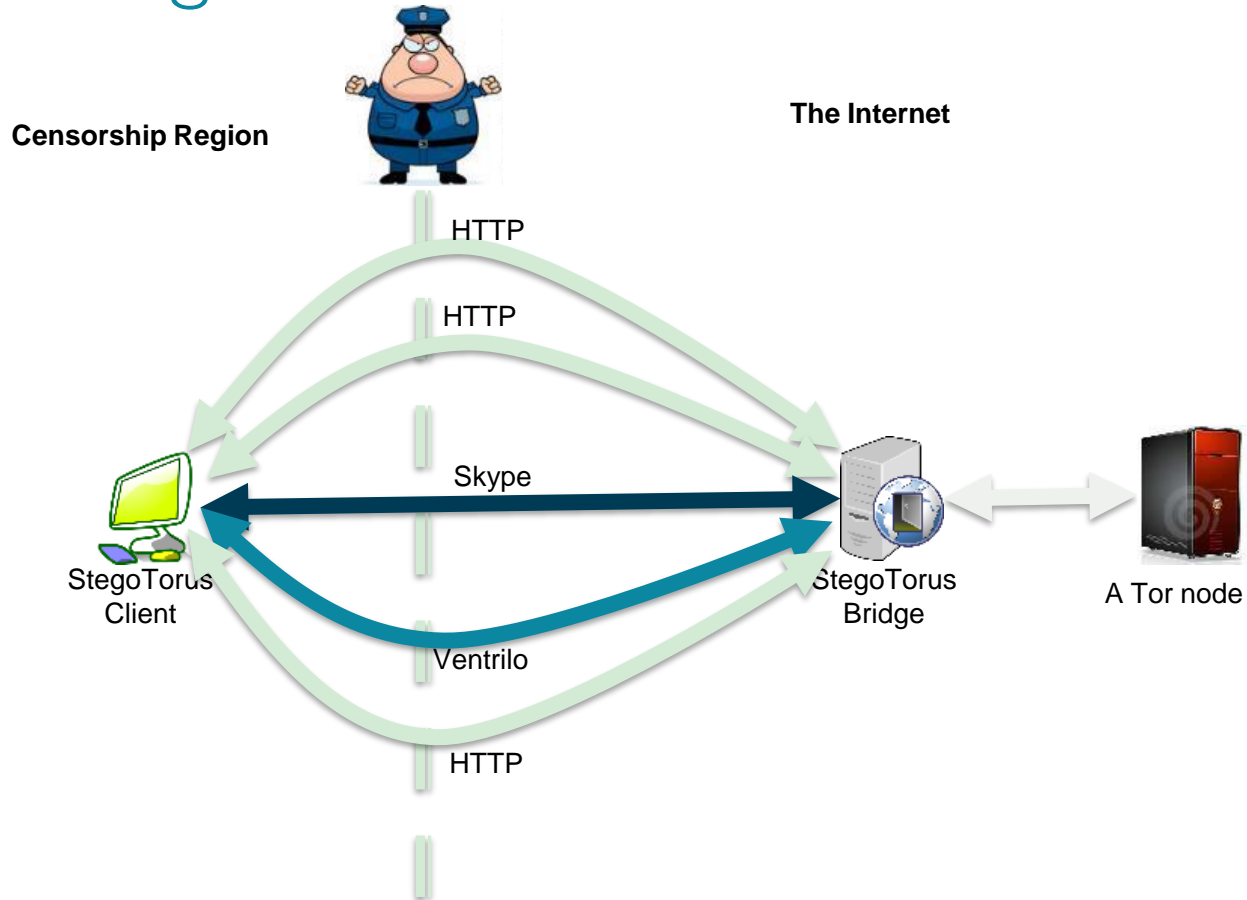 Censorship Region
The Internet
HTTP
HTTP
Skype
StegoTorus
Client
StegoTorus
Bridge
A Tor node
Ventrilo
HTTP